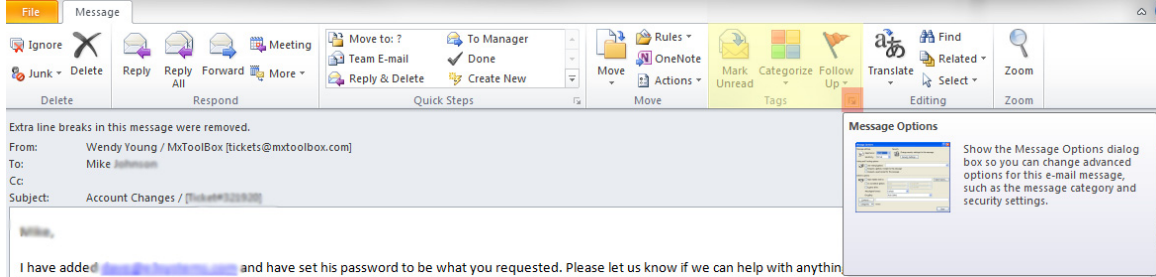 File Message
Ignore Delete Reply Reply All Forward Meeting Move to: ? To Manager Move Rules OneNote Actions Mark Unread Categorize Follow Up Translate Find Related Select Zoom
Junk More Team E-mail Done
Reply & Delete Create New
Delete Respond Quick Steps Move Tags Editing Zoom
Extra line breaks in this message were removed.
From: Wendy Young / MxToolBox [tickets@mxtoolbox.com]
To: Mike
Cc:
Subject: Account Changes /
Message Options
Show the Message Options dialog
box so you can change advanced
options for this e-mail message,
such as the message category and
security settings.
Mike,
I have added and have set his password to be what you requested. Please let us know if we can help with anythin